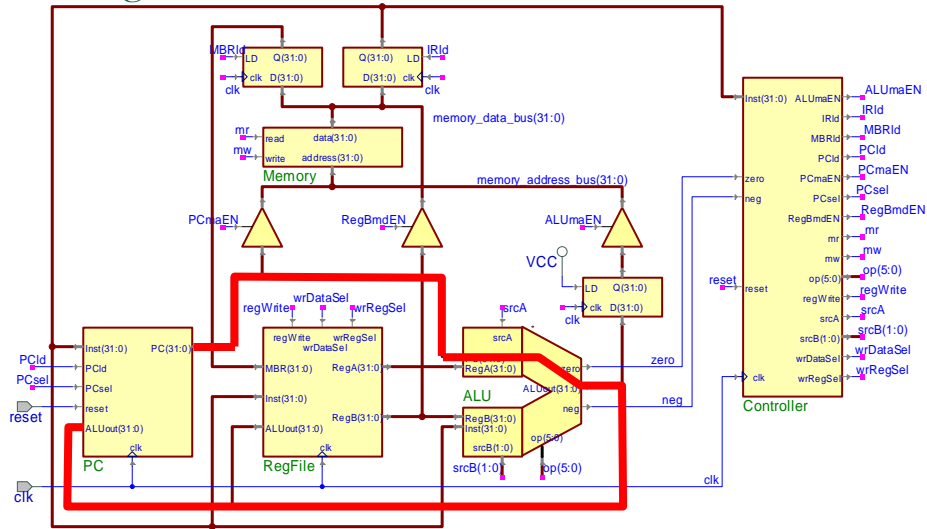 MBRld
LD
Q(31:0)
D(31:0)
clk
clk
Q(31:0)
D(31:0)
LD
clk
IRld
clk
memory_data_bus(31:0)
mr
mw
read
write
data(31:0)
address(31:0)
Memory
memory_address_bus(31:0)
PCmaEN
RegBmdEN
ALUmaEN
VCC
LD
clk
Q(31:0)
D(31:0)
clk
Inst(31:0)
zero
neg
reset
clk
ALUmaEN
IRld
MBRld
PCld
PCmaEN
PCsel
RegBmdEN
mr
mw
op(5:0)
regWrite
srcA
srcB(1:0)
wrDataSel
wrRegSel
ALUmaEN
IRld
MBRld
PCld
PCmaEN
PCsel
RegBmdEN
mr
mw
op(5:0)
regWrite
srcA
srcB(1:0)
wrDataSel
wrRegSel
Controller
reset
PCld
PCsel
reset
clk
Inst(31:0)
PCld
PCsel
reset
ALUout(31:0)
clk
PC(31:0)
PC
regWrite
wrDataSel
wrRegSel
regWrite
wrDataSel
wrRegSel
MBR(31:0)
Inst(31:0)
ALUout(31:0)
clk
RegA(31:0)
RegB(31:0)
RegFile
srcA
srcA
RegA(31:0)
ALU
RegB(31:0)
Inst(31:0)
srcB(1:0)
srcB(1:0)
zero
ALUout(31:0)
neg
op(5:0)
op(5:0)
zero
neg
clk